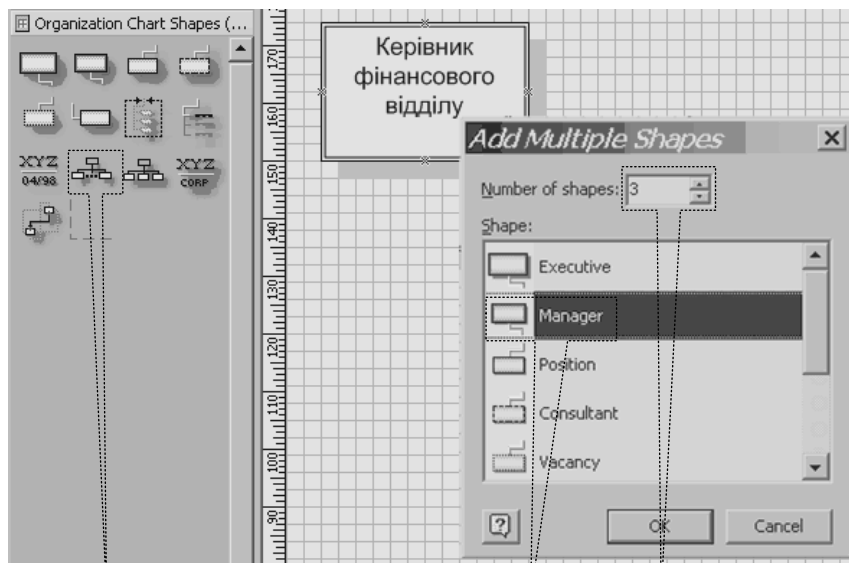 Organization Chart Shapes (...
XYZ
04/98
XYZ
CORP
170
160
150
140
130
120
110
100
90
Керівник
фінансового
відділу
Add Multiple Shapes
Number of shapes: 3
Shape:
Executive
Manager
Position
Consultant
Vacancy
OK
Cancel